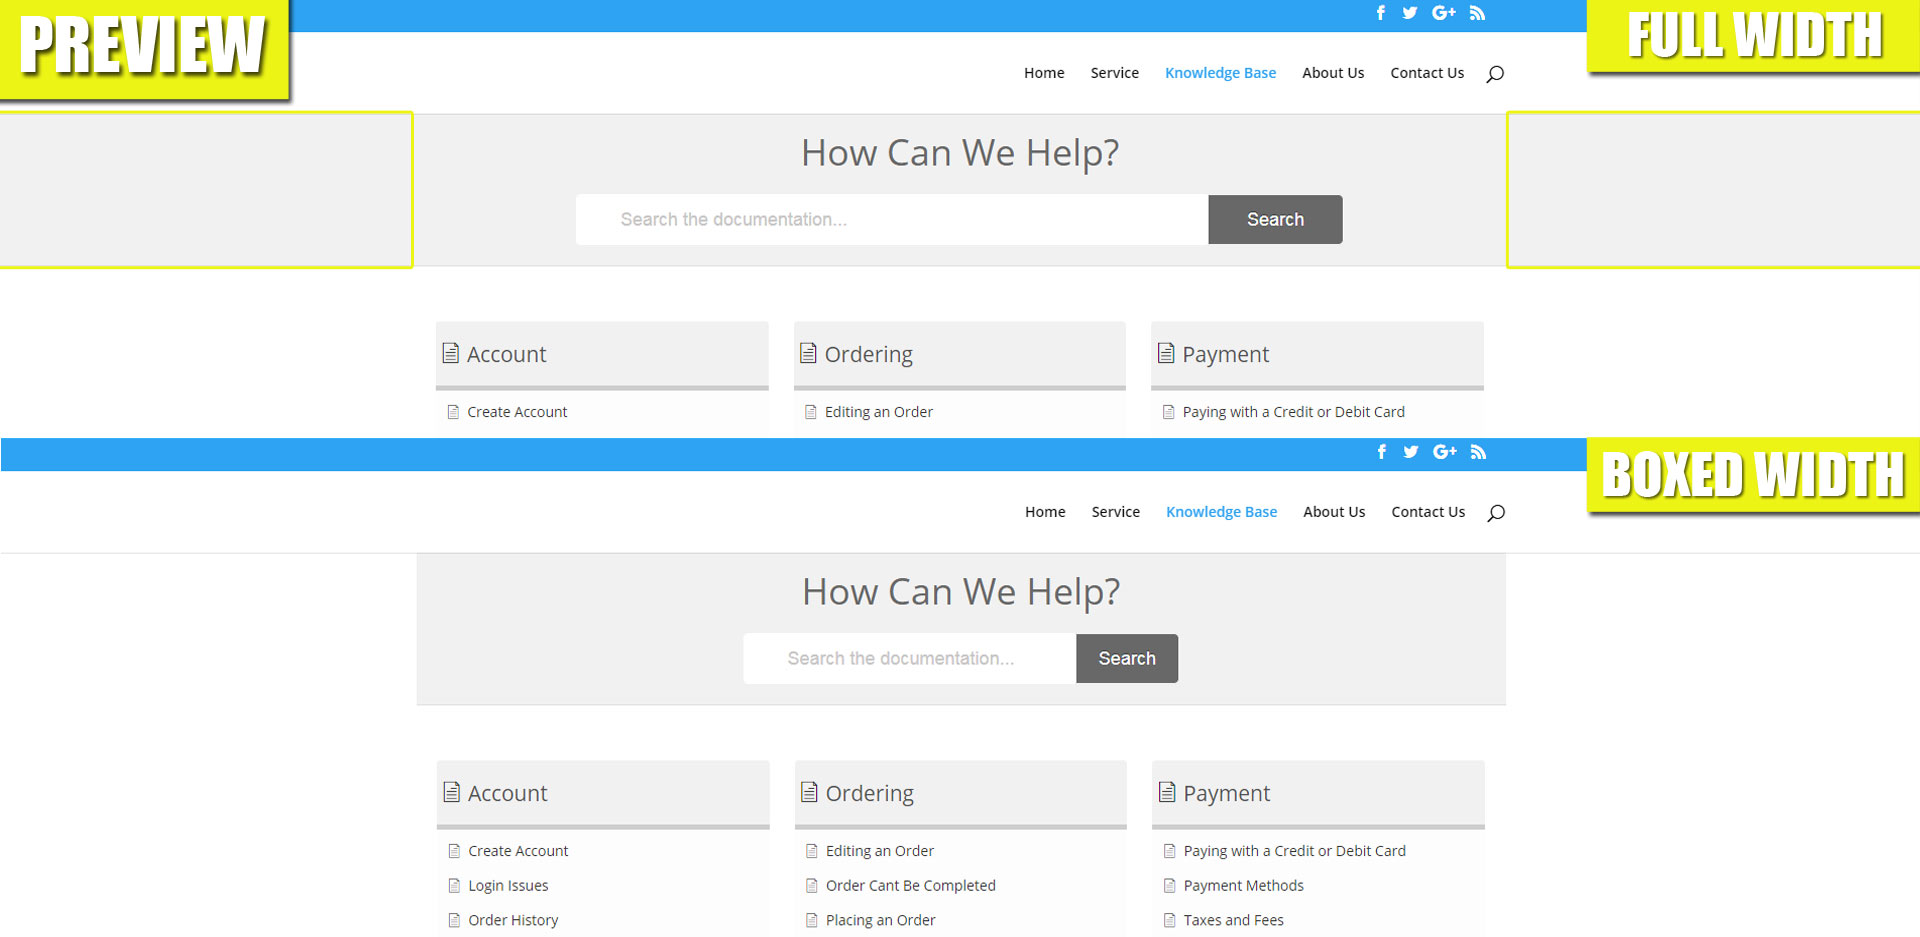 PREVIEW
FULL WIDTH
Home Service Knowledge Base About Us Contact Us
How Can We Help?
Search the documentation... Search
Account Ordering Payment
Create Account Editing an Order Paying with a Credit or Debit Card
BOXED WIDTH
Home Service Knowledge Base About Us Contact Us
How Can We Help?
Search the documentation... Search
Account Ordering Payment
Create Account Editing an Order Paying with a Credit or Debit Card
Login Issues Order Cant Be Completed Payment Methods
Order History Placing an Order Taxes and Fees